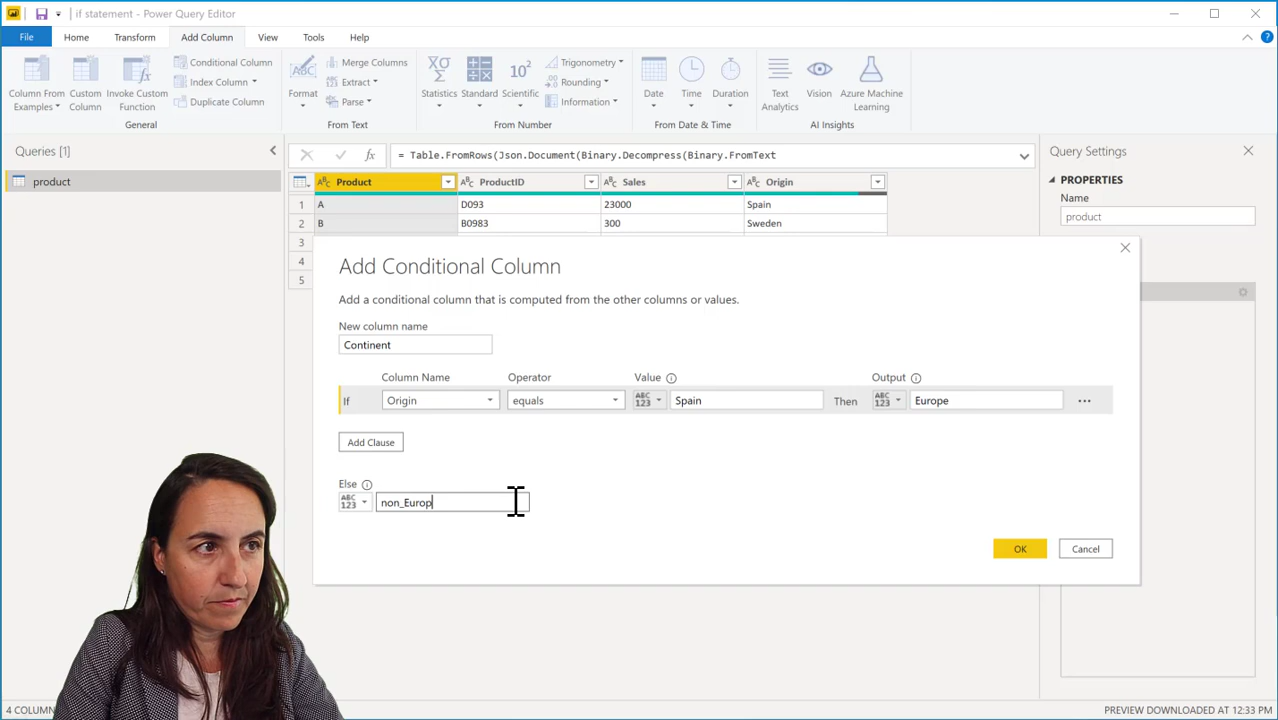 if statement - Power Query Editor
File Home Transform Add Column View Tools Help
Column From Examples
Custom Column
Invoke Custom Function
Conditional Column
Index Column
Duplicate Column
General
Format
Merge Columns
Extract
Parse
From Text
Statistics
Standard
Scientific
Trigonometry
Rounding
Information
From Number
Date
Time
Duration
From Date & Time
Text Analytics
Vision
Azure Machine Learning
AI Insights
Queries [1]
product
= Table.FromRows(Json.Document(Binary.Decompress(Binary.FromText
Product ProductID Sales Origin
1 A D093 23000 Spain
2 B B0983 300 Sweden
3
4
5
Query Settings
PROPERTIES
Name
product
Add Conditional Column
Add a conditional column that is computed from the other columns or values.
New column name
Continent
Column Name Operator Value Output
If Origin equals ABC 123 Spain Then ABC 123 Europe ...
Add Clause
Else
ABC 123 non_Europ
OK Cancel
4 COLUMN
PREVIEW DOWNLOADED AT 12:33 PM